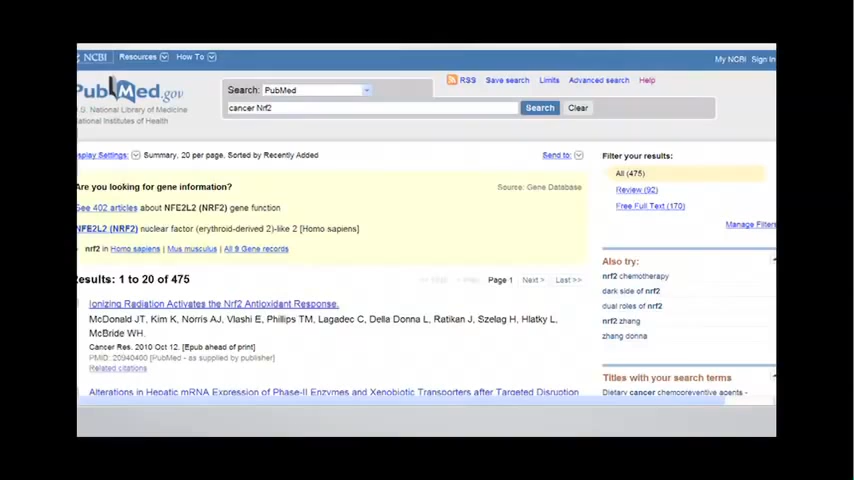 NCBI Resources How To My NCBI Sign In
PubMed.gov
U.S. National Library of Medicine
National Institutes of Health
Search: PubMed
RSS Save search Limits Advanced search Help
cancer Nrf2 Search Clear
Display Settings: Summary, 20 per page, Sorted by Recently Added Send to:
Filter your results:
All (475)
Review (92)
Free Full Text (170)
Manage Filters
Are you looking for gene information? Source: Gene Database
See 402 articles about NFE2L2 (NRF2) gene function
NFE2L2 (NRF2) nuclear factor (erythroid-derived 2)-like 2 [Homo sapiens]
nrf2 in Homo sapiens | Mus musculus | All 9 Gene records
Results: 1 to 20 of 475
<< First < Prev Page 1 Next > Last >>
Also try:
nrf2 chemotherapy
dark side of nrf2
dual roles of nrf2
nrf2 zhang
zhang donna
Ionizing Radiation Activates the Nrf2 Antioxidant Response.
McDonald JT, Kim K, Norris AJ, Vlashi E, Phillips TM, Lagadec C, Della Donna L, Ratikan J, Szelag H, Hlatky L,
McBride WH.
Cancer Res. 2010 Oct 12. [Epub ahead of print]
PMID: 20940400 [PubMed - as supplied by publisher]
Related citations
Alterations in Hepatic mRNA Expression of Phase-II Enzymes and Xenobiotic Transporters after Targeted Disruption
Titles with your search terms
Dietary cancer chemopreventive agents -